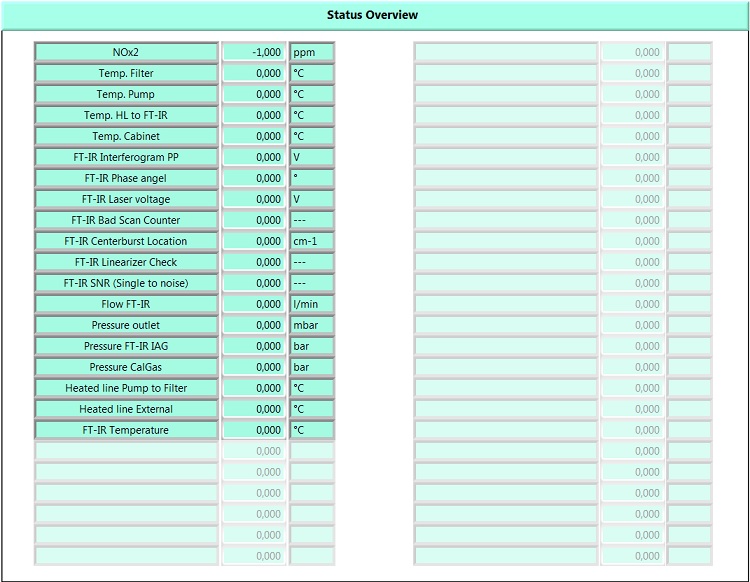 Status Overview
NOx2 -1,000 ppm 0,000
Temp. Filter 0,000 °C 0,000
Temp. Pump 0,000 °C 0,000
Temp. HL to FT-IR 0,000 °C 0,000
Temp. Cabinet 0,000 °C 0,000
FT-IR Interferogram PP 0,000 V 0,000
FT-IR Phase angel 0,000 ° 0,000
FT-IR Laser voltage 0,000 V 0,000
FT-IR Bad Scan Counter 0,000 --- 0,000
FT-IR Centerburst Location 0,000 cm-1 0,000
FT-IR Linearizer Check 0,000 --- 0,000
FT-IR SNR (Single to noise) 0,000 --- 0,000
Flow FT-IR 0,000 l/min 0,000
Pressure outlet 0,000 mbar 0,000
Pressure FT-IR IAG 0,000 bar 0,000
Pressure CalGas 0,000 bar 0,000
Heated line Pump to Filter 0,000 °C 0,000
Heated line External 0,000 °C 0,000
FT-IR Temperature 0,000 °C 0,000
0,000 0,000
0,000 0,000
0,000 0,000
0,000 0,000
0,000 0,000
0,000 0,000